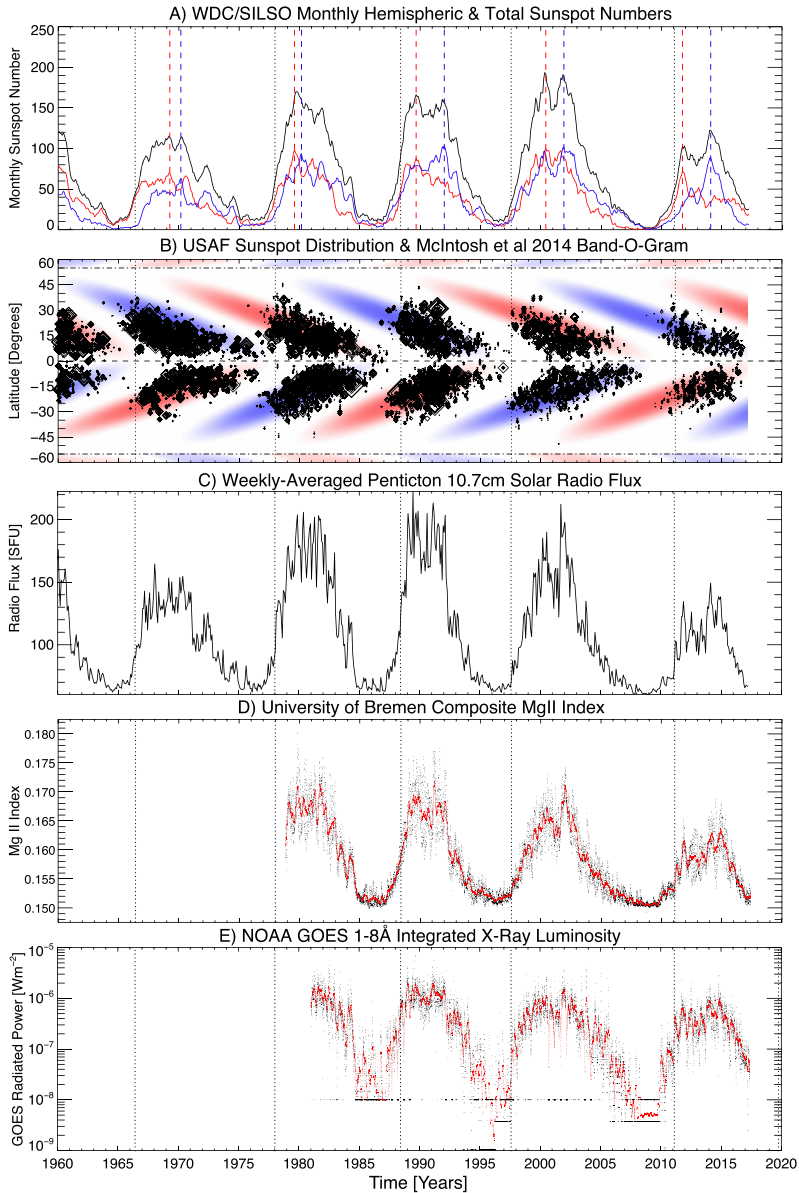 A) WDC/SILSO Monthly Hemispheric & Total Sunspot Numbers
250
200
150
100
50
0
Monthly Sunspot Number
B) USAF Sunspot Distribution & McIntosh et al 2014 Band-O-Gram
60
45
30
15
0
−15
−30
−45
−60
Latitude [Degrees]
C) Weekly-Averaged Penticton 10.7cm Solar Radio Flux
200
150
100
Radio Flux [SFU]
D) University of Bremen Composite MgII Index
0.180
0.175
0.170
0.165
0.160
0.155
0.150
Mg II Index
E) NOAA GOES 1-8Å Integrated X-Ray Luminosity
10⁻⁵
10⁻⁶
10⁻⁷
10⁻⁸
10⁻⁹
GOES Radiated Power [Wm⁻²]
1960 1965 1970 1975 1980 1985 1990 1995 2000 2005 2010 2015 2020
Time [Years]